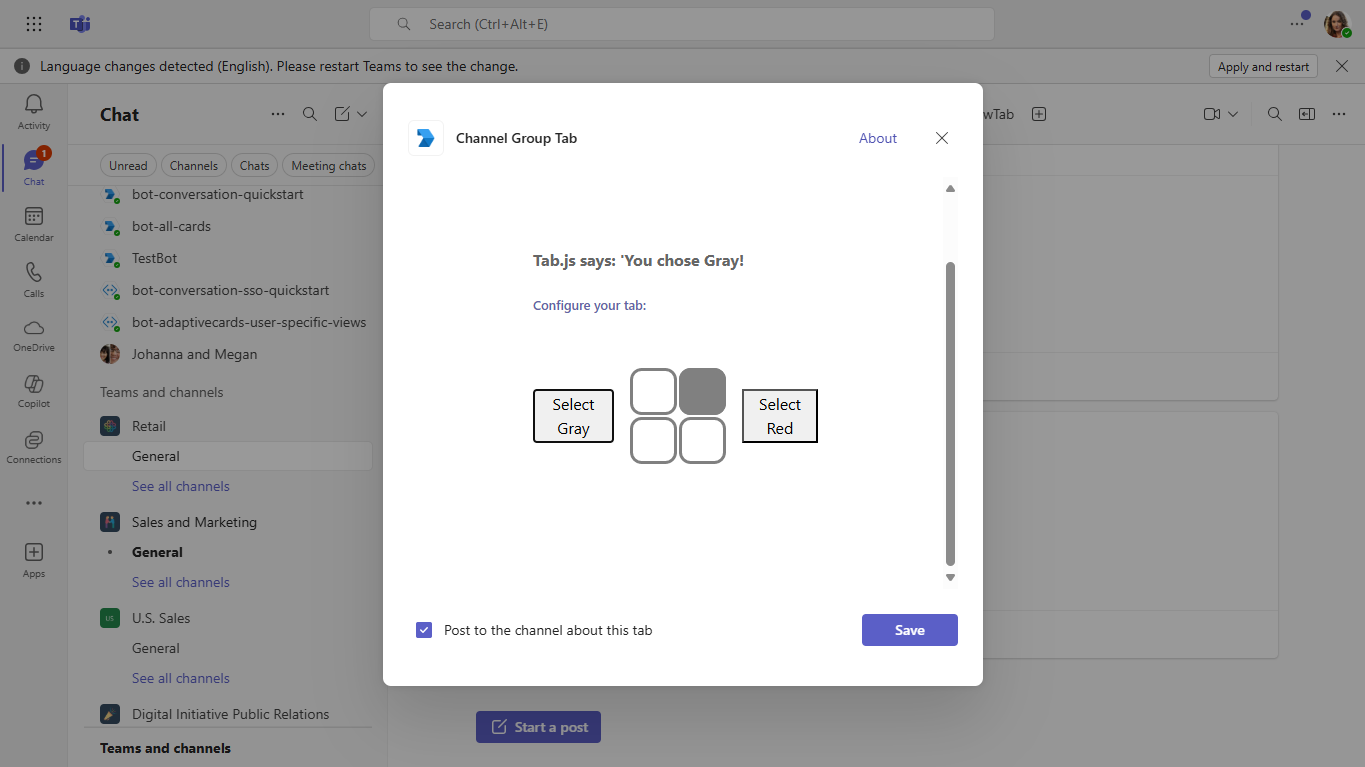 Search (Ctrl+Alt+E)
Language changes detected (English). Please restart Teams to see the change.
Apply and restart
Activity
1
Chat
Calendar
Calls
OneDrive
Copilot
Connections
Apps
Chat
Unread
Channels
Chats
Meeting chats
bot-conversation-quickstart
bot-all-cards
TestBot
bot-conversation-sso-quickstart
bot-adaptivecards-user-specific-views
Johanna and Megan
Teams and channels
Retail
General
See all channels
Sales and Marketing
General
See all channels
US
U.S. Sales
General
See all channels
Digital Initiative Public Relations
Teams and channels
wTab
Channel Group Tab
About
Tab.js says: 'You chose Gray!
Configure your tab:
Select
Gray
Select
Red
Post to the channel about this tab
Save
Start a post